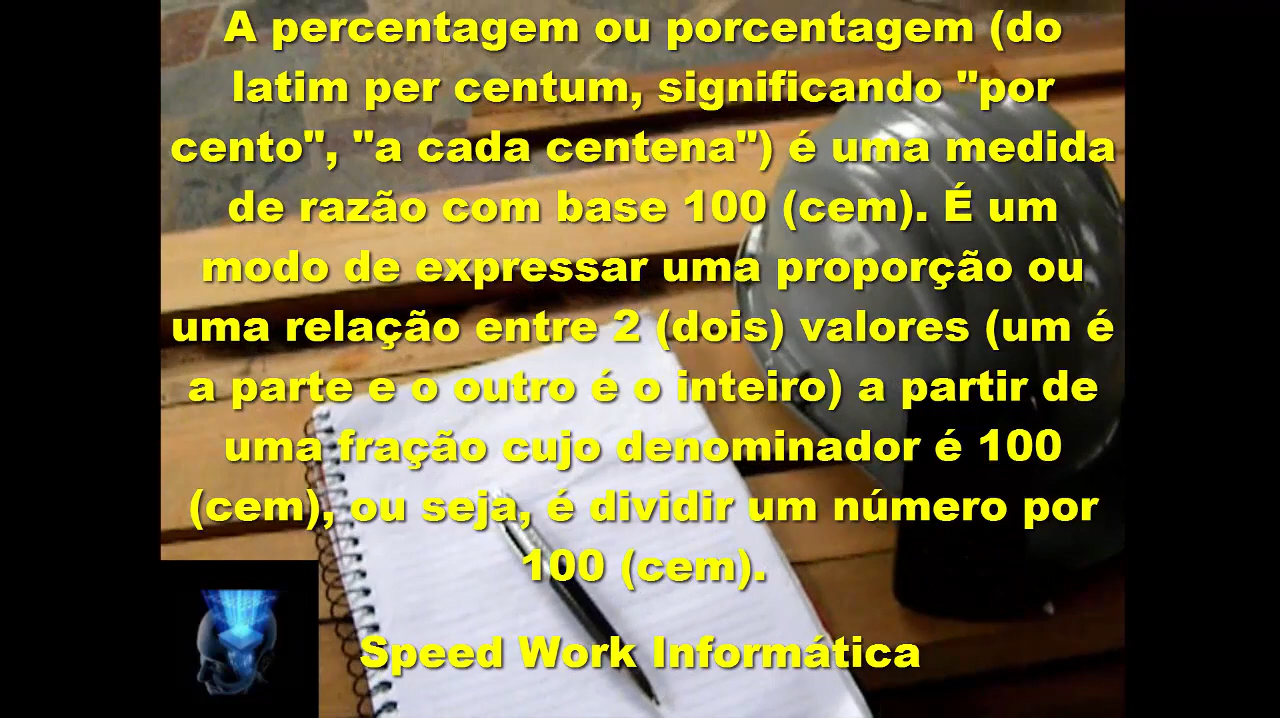 A percentagem ou porcentagem (do
latim per centum, significando "por
cento", "a cada centena") é uma medida
de razão com base 100 (cem). É um
modo de expressar uma proporção ou
uma relação entre 2 (dois) valores (um é
a parte e o outro é o inteiro) a partir de
uma fração cujo denominador é 100
(cem), ou seja, é dividir um número por
100 (cem).
Speed Work Informática